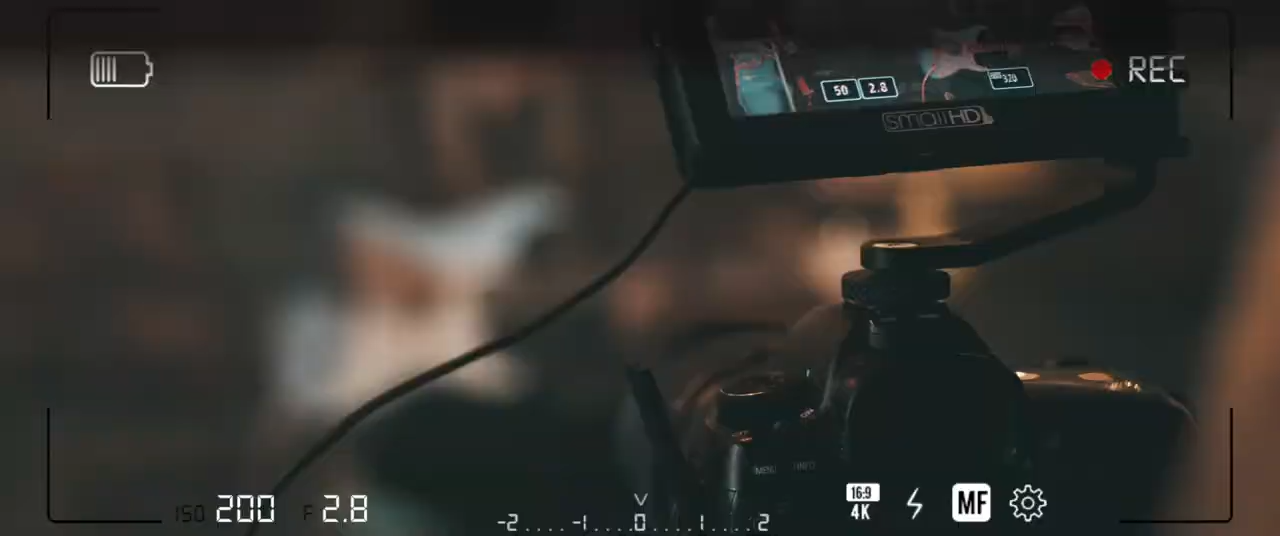 REC
50 2.8 320
smallHD
MENU INFO
ISO 200 F 2.8
-2....-1....0....1....2
16:9
4K
MF